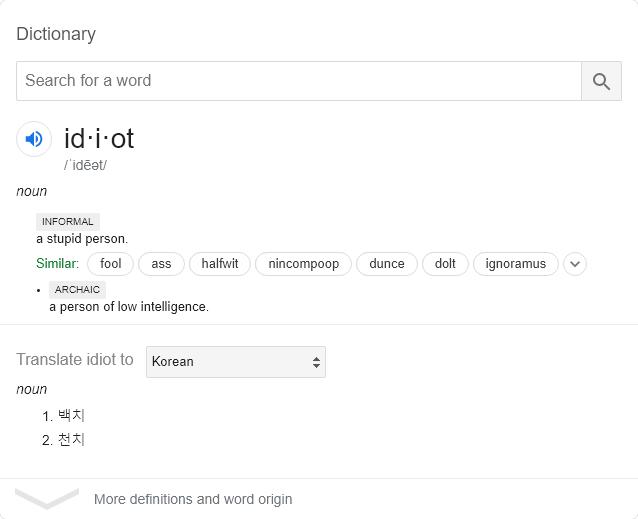 Dictionary
Search for a word
id·i·ot
/ˈidēət/
noun
INFORMAL
a stupid person.
Similar: fool ass halfwit nincompoop dunce dolt ignoramus
• ARCHAIC
a person of low intelligence.
Translate idiot to Korean
noun
1. 백치
2. 천치
More definitions and word origin